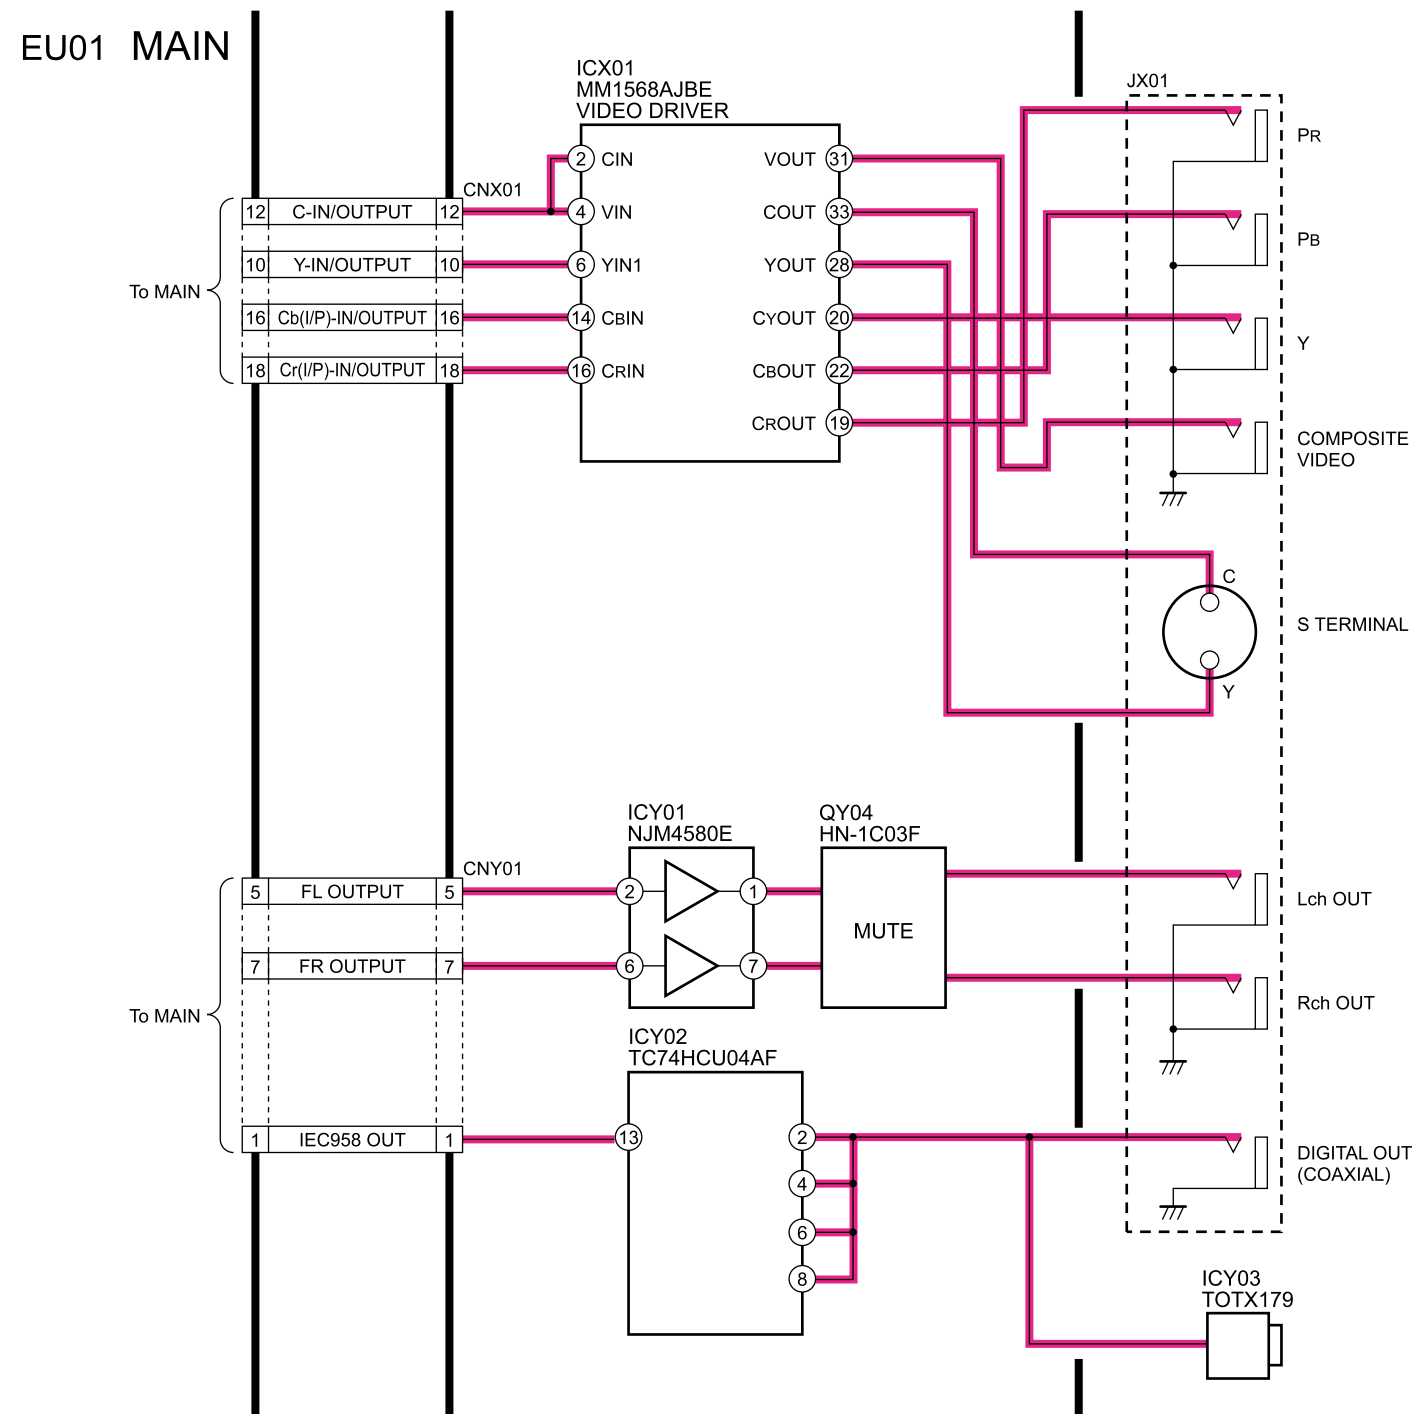 EU01 MAIN
ICX01
MM1568AJBE
VIDEO DRIVER
JX01
2 CIN VOUT 31
PR
CNX01
12 C-IN/OUTPUT 12
4 VIN COUT 33
PB
10 Y-IN/OUTPUT 10
6 YIN1 YOUT 28
To MAIN
16 Cb(I/P)-IN/OUTPUT 16
14 CBIN CYOUT 20
Y
18 Cr(I/P)-IN/OUTPUT 18
16 CRIN CBOUT 22
CROUT 19
COMPOSITE
VIDEO
C
S TERMINAL
Y
ICY01
NJM4580E
QY04
HN-1C03F
CNY01
5 FL OUTPUT 5
2 1
Lch OUT
MUTE
7 FR OUTPUT 7
6 7
Rch OUT
To MAIN
ICY02
TC74HCU04AF
1 IEC958 OUT 1
13 2
DIGITAL OUT
(COAXIAL)
4
6
8
ICY03
TOTX179